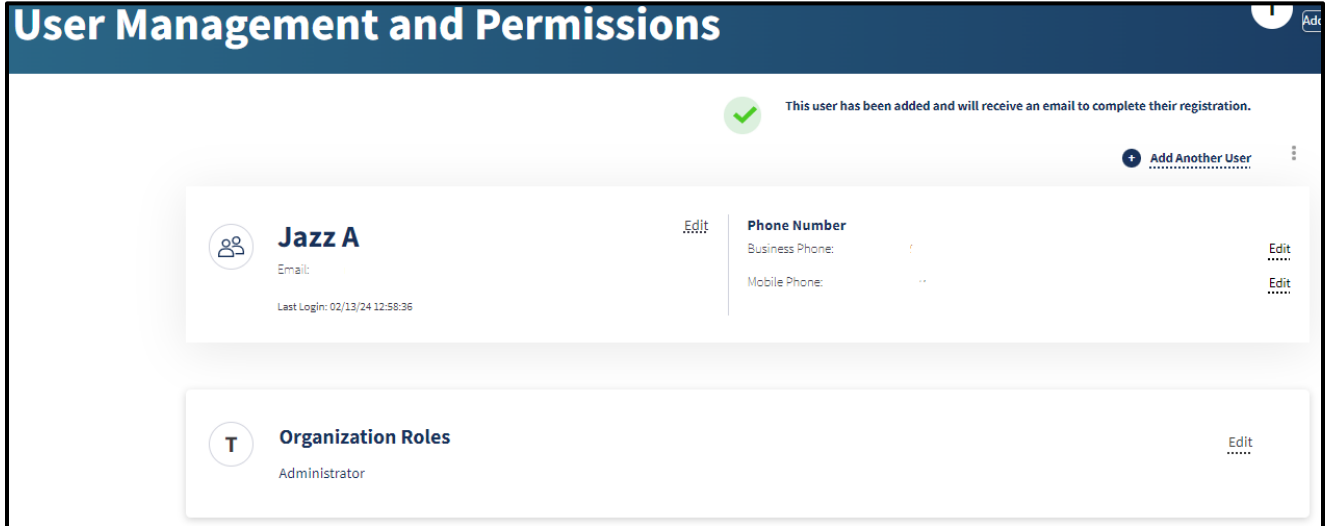 User Management and Permissions
This user has been added and will receive an email to complete their registration.
Add Another User
Jazz A
Edit
Email:
Last Login: 02/13/24 12:58:36
Phone Number
Business Phone:
Edit
Mobile Phone:
Edit
T
Organization Roles
Edit
Administrator